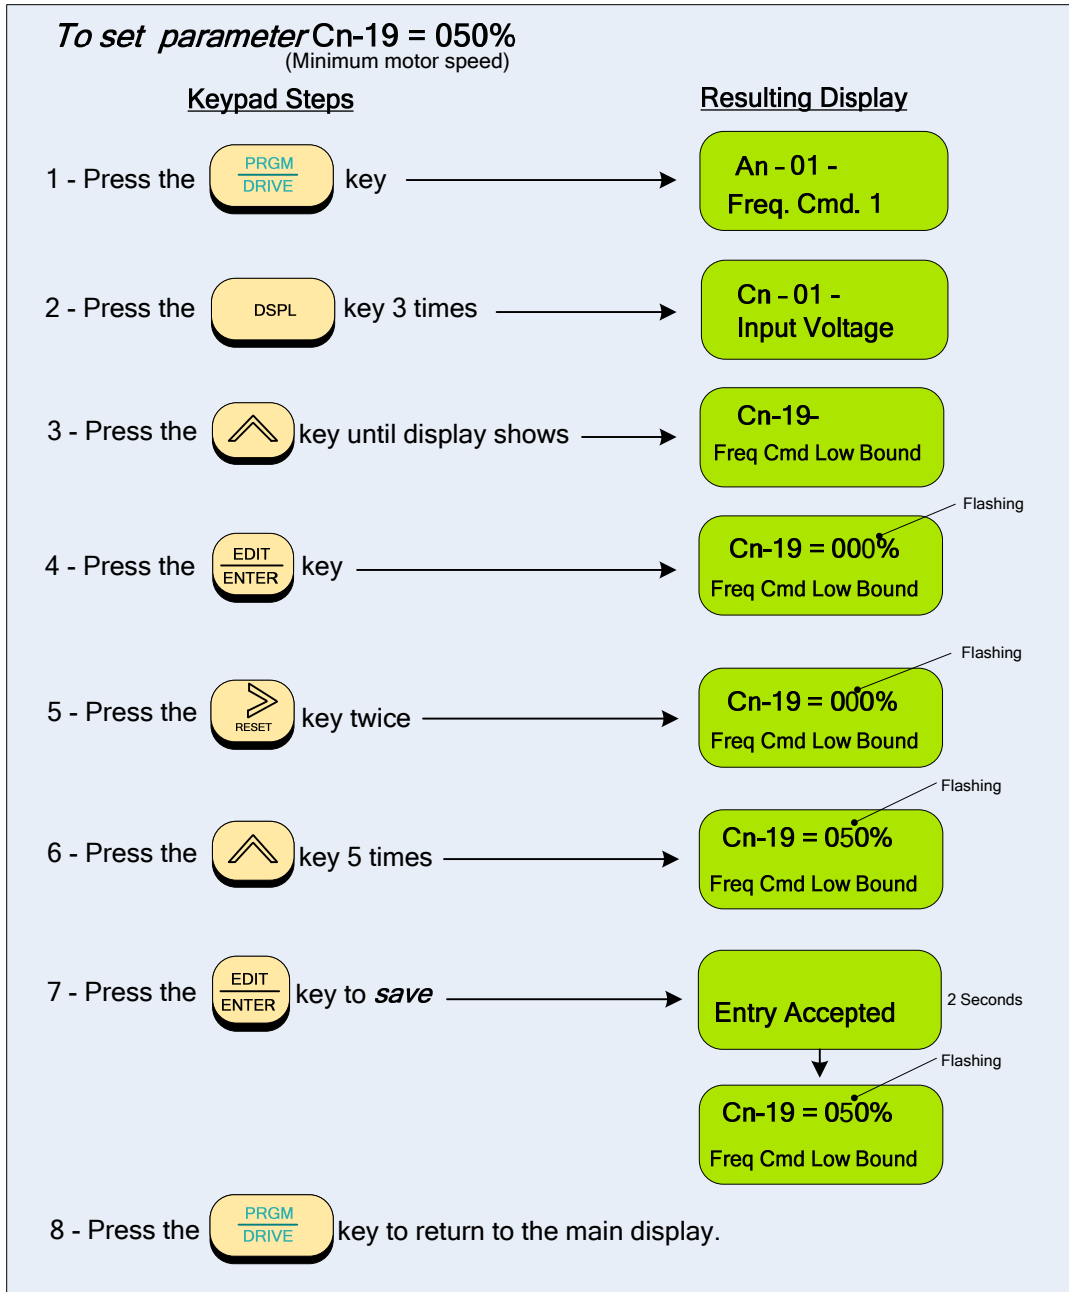 To set parameter Cn-19 = 050%
(Minimum motor speed)
Keypad Steps
Resulting Display
1 - Press the PRGM DRIVE key
An - 01 -
Freq. Cmd. 1
2 - Press the DSPL key 3 times
Cn - 01 -
Input Voltage
3 - Press the key until display shows
Cn-19-
Freq Cmd Low Bound
Flashing
4 - Press the EDIT ENTER key
Cn-19 = 000%
Freq Cmd Low Bound
Flashing
5 - Press the RESET key twice
Cn-19 = 000%
Freq Cmd Low Bound
Flashing
6 - Press the key 5 times
Cn-19 = 050%
Freq Cmd Low Bound
7 - Press the EDIT ENTER key to save
Entry Accepted
2 Seconds
Flashing
Cn-19 = 050%
Freq Cmd Low Bound
8 - Press the PRGM DRIVE key to return to the main display.